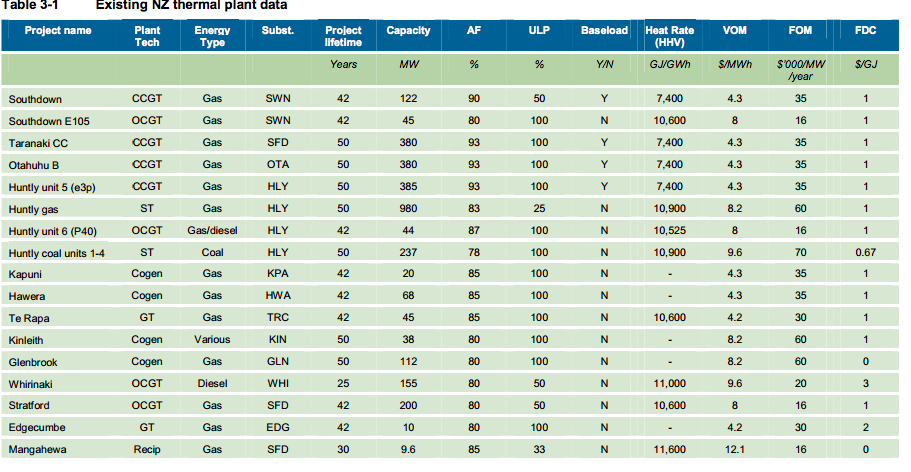 Table 3-1 Existing NZ thermal plant data
Project name Plant Tech Energy Type Subst. Project lifetime Capacity AF ULP Baseload Heat Rate (HHV) VOM FOM FDC
Years MW % % Y/N GJ/GWh $/MWh $'000/MW /year $/GJ
Southdown CCGT Gas SWN 42 122 90 50 Y 7,400 4.3 35 1
Southdown E105 OCGT Gas SWN 42 45 80 100 N 10,600 8 16 1
Taranaki CC CCGT Gas SFD 50 380 93 100 Y 7,400 4.3 35 1
Otahuhu B CCGT Gas OTA 50 380 93 100 Y 7,400 4.3 35 1
Huntly unit 5 (e3p) CCGT Gas HLY 50 385 93 100 Y 7,400 4.3 35 1
Huntly gas ST Gas HLY 50 980 83 25 N 10,900 8.2 60 1
Huntly unit 6 (P40) OCGT Gas/diesel HLY 42 44 87 100 N 10,525 8 16 1
Huntly coal units 1-4 ST Coal HLY 50 237 78 100 N 10,900 9.6 70 0.67
Kapuni Cogen Gas KPA 42 20 85 100 N - 4.3 35 1
Hawera Cogen Gas HWA 42 68 85 100 N - 4.3 35 1
Te Rapa GT Gas TRC 42 45 85 100 N 10,600 4.2 30 1
Kinleith Cogen Various KIN 50 38 80 100 N - 8.2 60 1
Glenbrook Cogen Gas GLN 50 112 80 100 N - 8.2 60 0
Whirinaki OCGT Diesel WHI 25 155 80 50 N 11,000 9.6 20 3
Stratford OCGT Gas SFD 42 200 80 50 N 10,600 8 16 1
Edgecumbe GT Gas EDG 42 10 80 100 N - 4.2 30 2
Mangahewa Recip Gas SFD 30 9.6 85 33 N 11,600 12.1 16 0